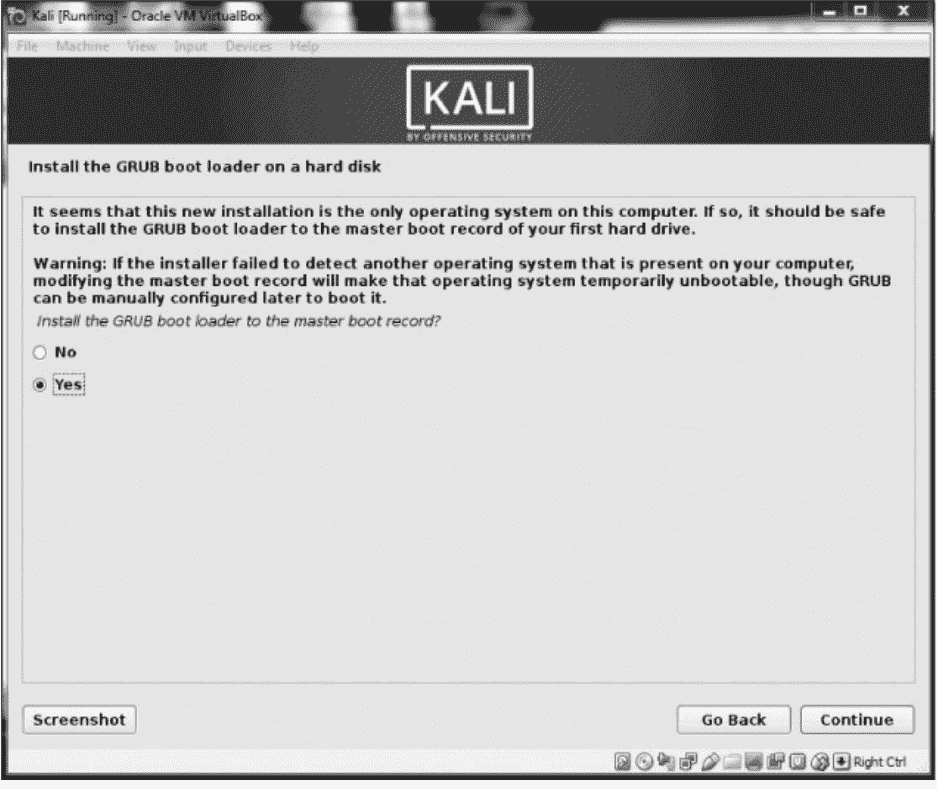 Kali [Running] - Oracle VM VirtualBox
File Machine View Input Devices Help
KALI
BY OFFENSIVE SECURITY
Install the GRUB boot loader on a hard disk
It seems that this new installation is the only operating system on this computer. If so, it should be safe
to install the GRUB boot loader to the master boot record of your first hard drive.
Warning: If the installer failed to detect another operating system that is present on your computer,
modifying the master boot record will make that operating system temporarily unbootable, though GRUB
can be manually configured later to boot it.
Install the GRUB boot loader to the master boot record?
No
Yes
Screenshot
Go Back
Continue
Right Ctrl